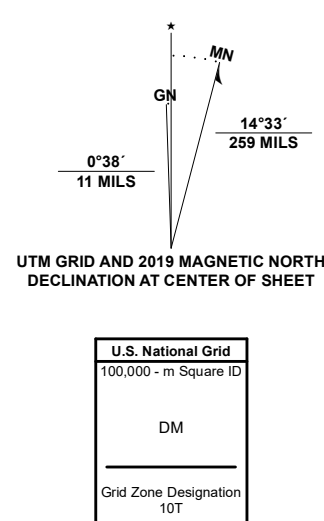 MN
GN
14°33´
259 MILS
0°38´
11 MILS
UTM GRID AND 2019 MAGNETIC NORTH
DECLINATION AT CENTER OF SHEET
U.S. National Grid
100,000 - m Square ID
DM
Grid Zone Designation
10T